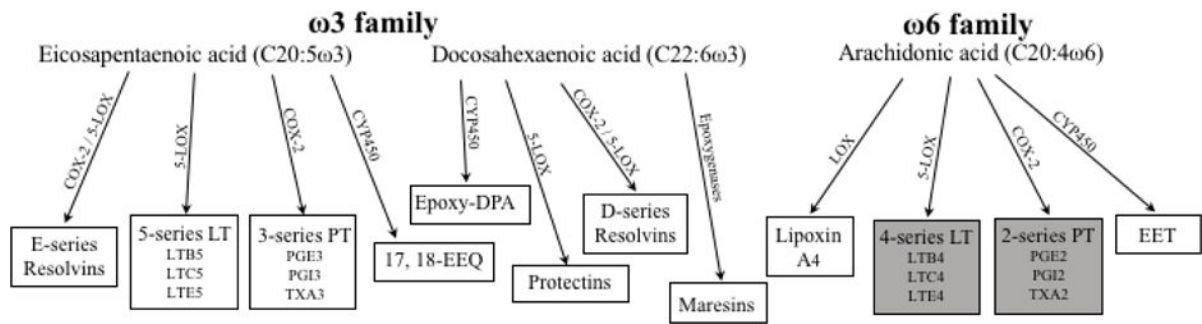 ω3 family
ω6 family
Eicosapentaenoic acid (C20:5ω3)
Docosahexaenoic acid (C22:6ω3)
Arachidonic acid (C20:4ω6)
COX-2 / 5-LOX
5-LOX
COX-2
CYP450
CYP450
5-LOX
COX-2 / 5-LOX
Epoxygenases
LOX
5-LOX
COX-2
CYP450
E-series
Resolvins
5-series LT
LTB5
LTC5
LTE5
3-series PT
PGE3
PGI3
TXA3
17, 18-EEQ
Epoxy-DPA
Protectins
D-series
Resolvins
Maresins
Lipoxin
A4
4-series LT
LTB4
LTC4
LTE4
2-series PT
PGE2
PGI2
TXA2
EET